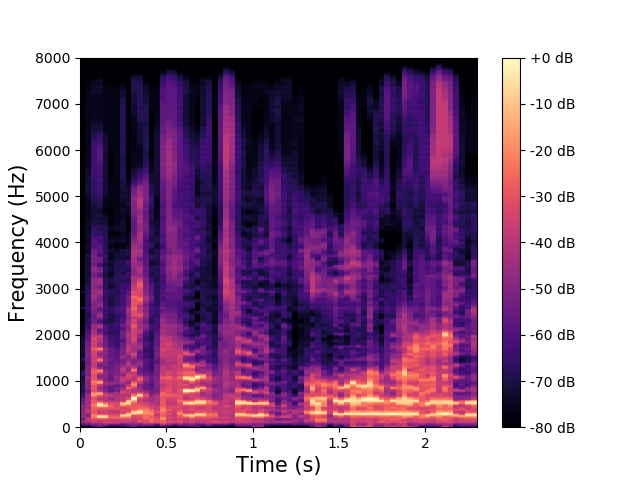 8000
7000
6000
5000
4000
3000
2000
1000
0
Frequency (Hz)
0
0.5
1
1.5
2
Time (s)
+0 dB
-10 dB
-20 dB
-30 dB
-40 dB
-50 dB
-60 dB
-70 dB
-80 dB